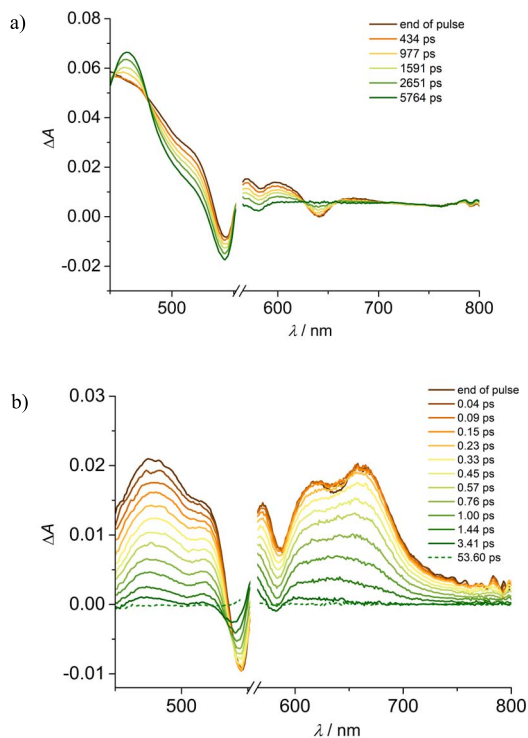 a)
0.08
0.06
0.04
0.02
0.00
-0.02
ΔA
end of pulse
434 ps
977 ps
1591 ps
2651 ps
5764 ps
500 600 700 800
λ / nm
b)
0.03
0.02
0.01
0.00
-0.01
ΔA
end of pulse
0.04 ps
0.09 ps
0.15 ps
0.23 ps
0.33 ps
0.45 ps
0.57 ps
0.76 ps
1.00 ps
1.44 ps
3.41 ps
53.60 ps
500 600 700 800
λ / nm